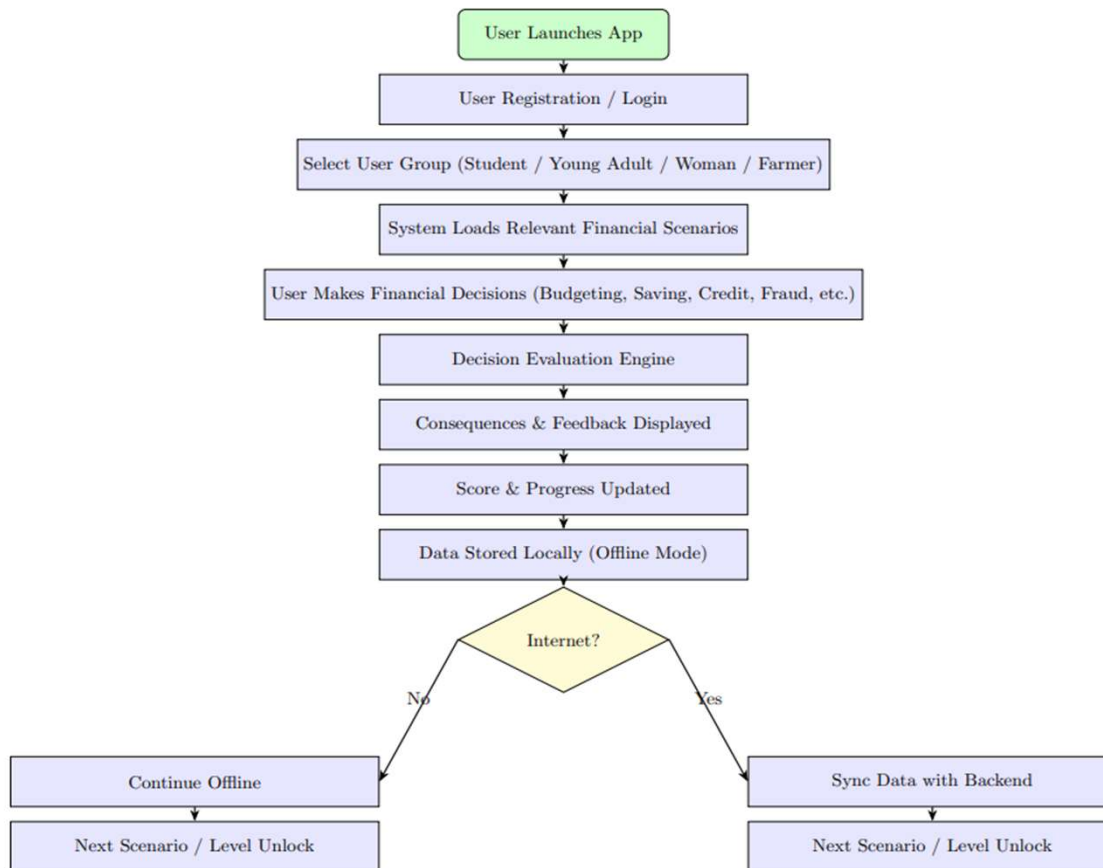 User Launches App
User Registration / Login
Select User Group (Student / Young Adult / Woman / Farmer)
System Loads Relevant Financial Scenarios
User Makes Financial Decisions (Budgeting, Saving, Credit, Fraud, etc.)
Decision Evaluation Engine
Consequences & Feedback Displayed
Score & Progress Updated
Data Stored Locally (Offline Mode)
Internet?
No
Yes
Continue Offline
Sync Data with Backend
Next Scenario / Level Unlock
Next Scenario / Level Unlock